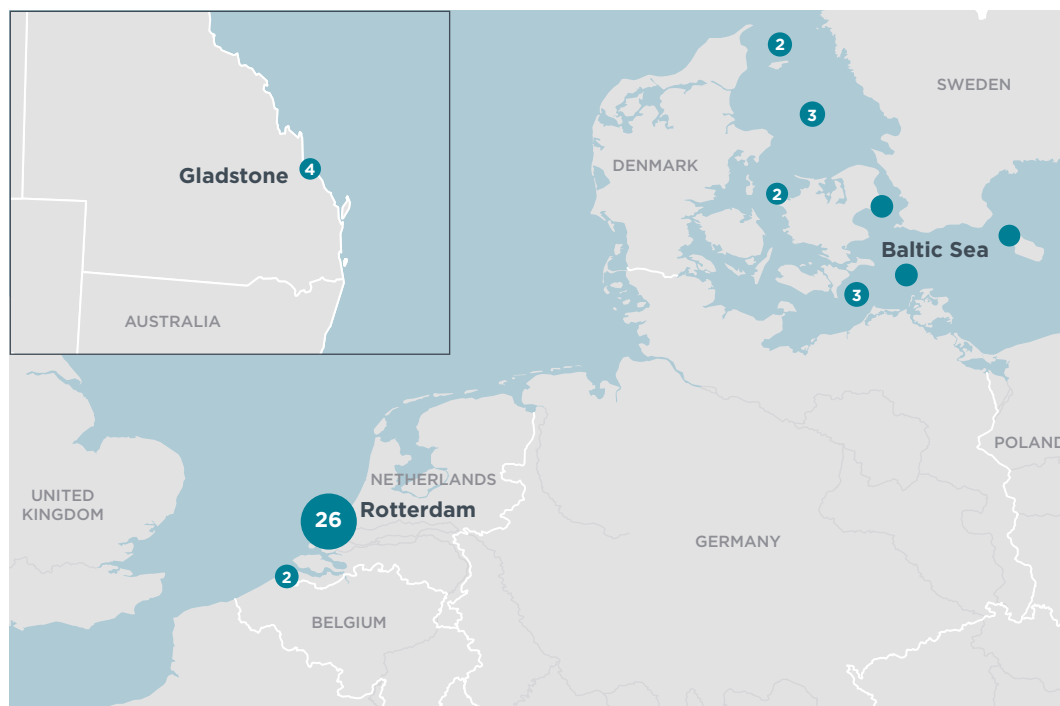 2
SWEDEN
3
Gladstone
4
DENMARK
2
Baltic Sea
3
AUSTRALIA
POLAND
NETHERLANDS
UNITED
KINGDOM
Rotterdam
26
GERMANY
2
BELGIUM